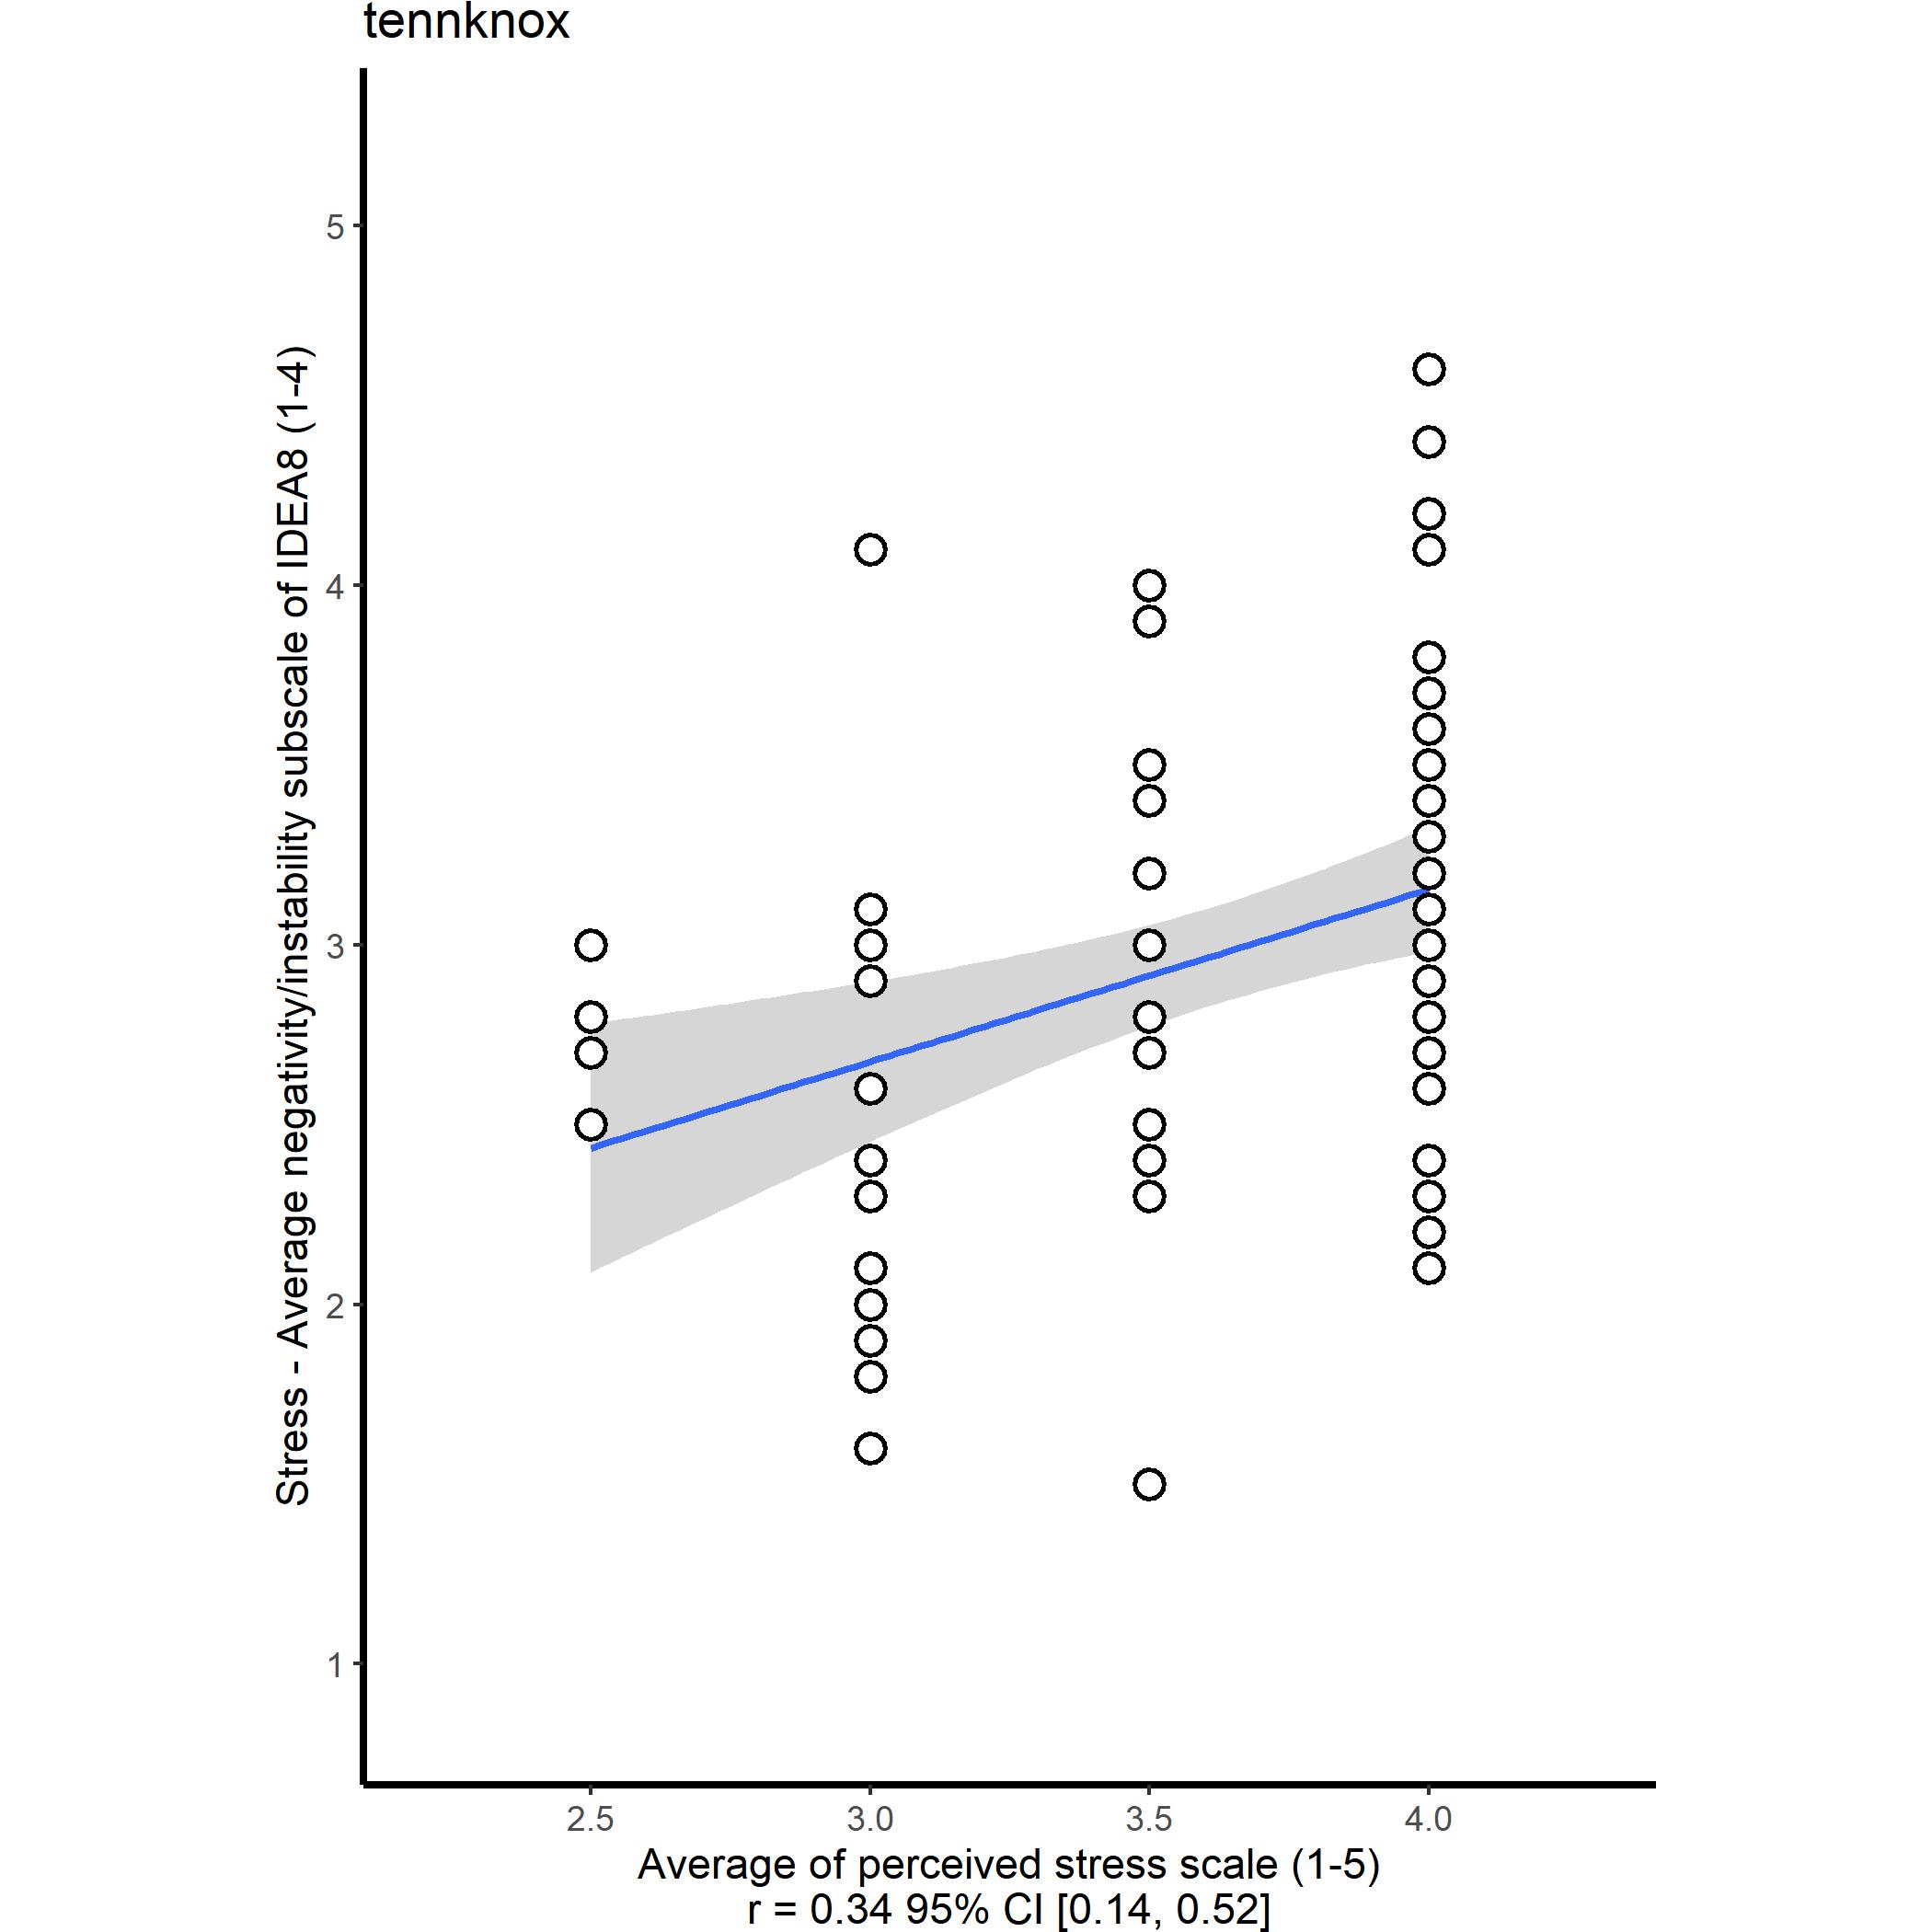 tennknox
Stress - Average negativity/instability subscale of IDEA8 (1-4)
5
4
3
2
1
2.5 3.0 3.5 4.0
Average of perceived stress scale (1-5)
r = 0.34 95% CI [0.14, 0.52]